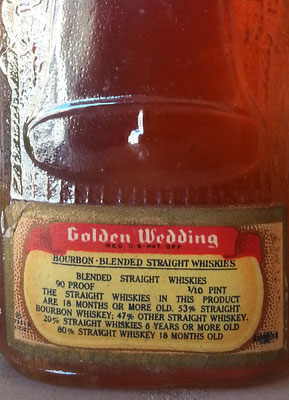 Golden Wedding
REG. U.S. PAT. OFF.
BOURBON-BLENDED STRAIGHT WHISKIES
BLENDED STRAIGHT WHISKIES
90 PROOF 1/10 PINT
THE STRAIGHT WHISKIES IN THIS PRODUCT
ARE 18 MONTHS OR MORE OLD. 53% STRAIGHT
BOURBON WHISKEY; 47% OTHER STRAIGHT WHISKEY.
20% STRAIGHT WHISKIES 8 YEARS OR MORE OLD
80% STRAIGHT WHISKEY 18 MONTHS OLD